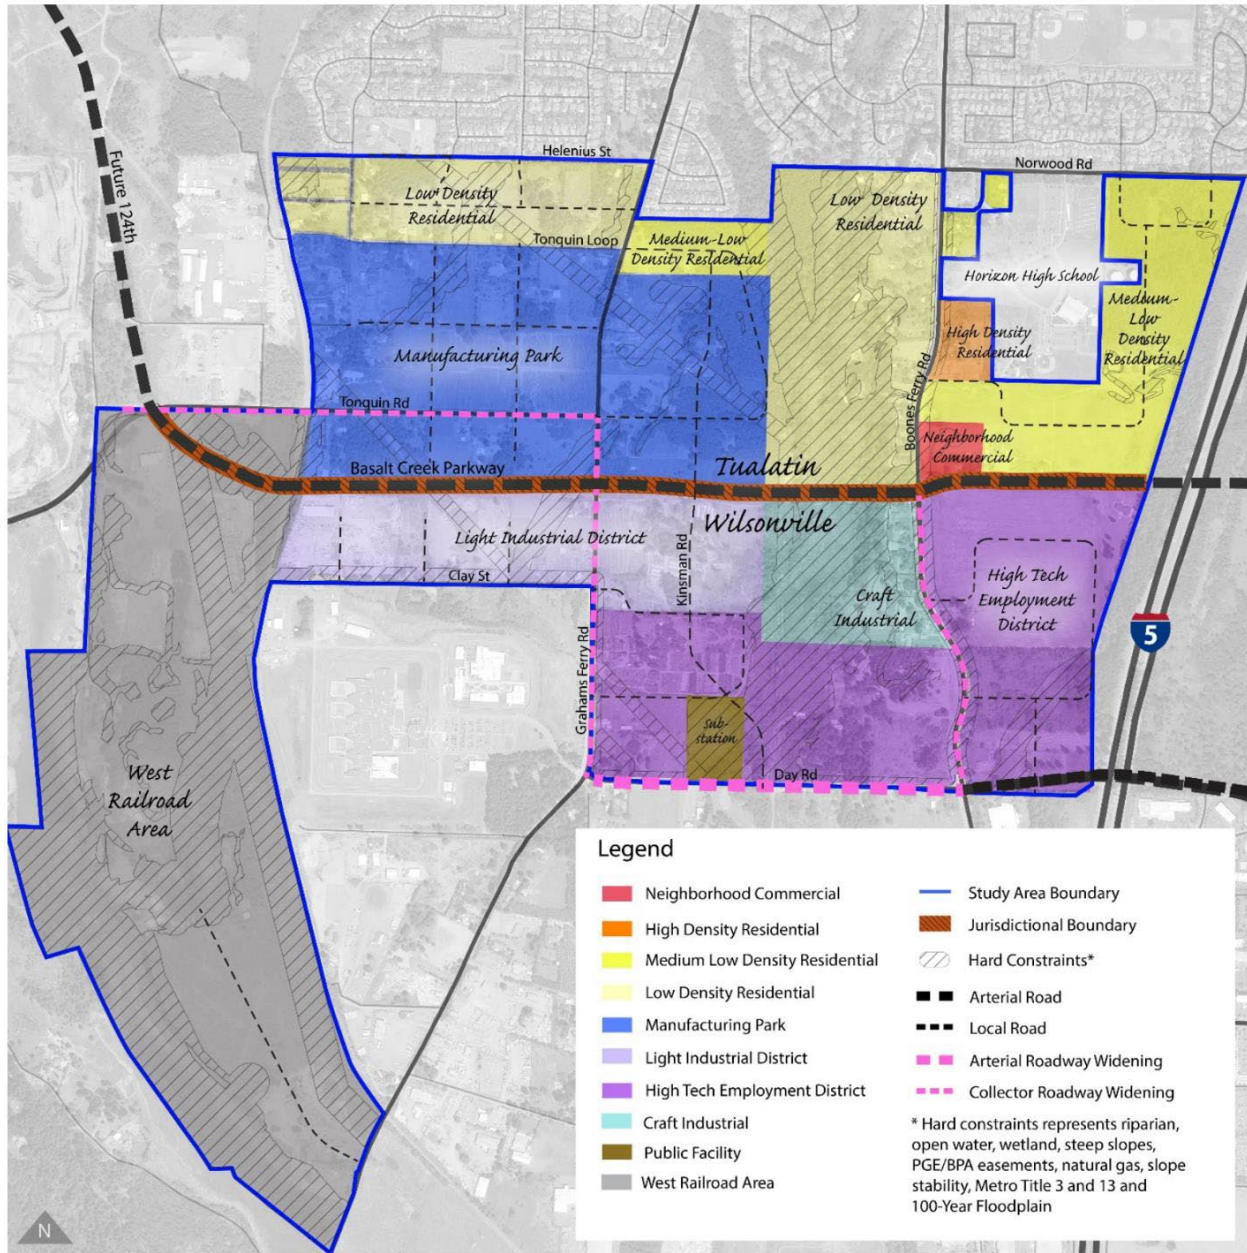 Helenius St
Norwood Rd
Future 124th
Low Density
Residential
Low Density
Residential
Tonquin Loop
Medium-Low
Density Residential
Horizon High School
Medium-
Low
Density
Residential
High Density
Residential
Manufacturing Park
Boones Ferry Rd
Tonquin Rd
Neighborhood
Commercial
Basalt Creek Parkway
Tualatin
Wilsonville
Light Industrial District
Kinsman Rd
Clay St
High Tech
Employment
District
Craft
Industrial
5
Grahams Ferry Rd
Sub-
station
Day Rd
West
Railroad
Area
Legend
Neighborhood Commercial
High Density Residential
Medium Low Density Residential
Low Density Residential
Manufacturing Park
Light Industrial District
High Tech Employment District
Craft Industrial
Public Facility
West Railroad Area
Study Area Boundary
Jurisdictional Boundary
Hard Constraints*
Arterial Road
Local Road
Arterial Roadway Widening
Collector Roadway Widening
* Hard constraints represents riparian,
open water, wetland, steep slopes,
PGE/BPA easements, natural gas, slope
stability, Metro Title 3 and 13 and
100-Year Floodplain
N